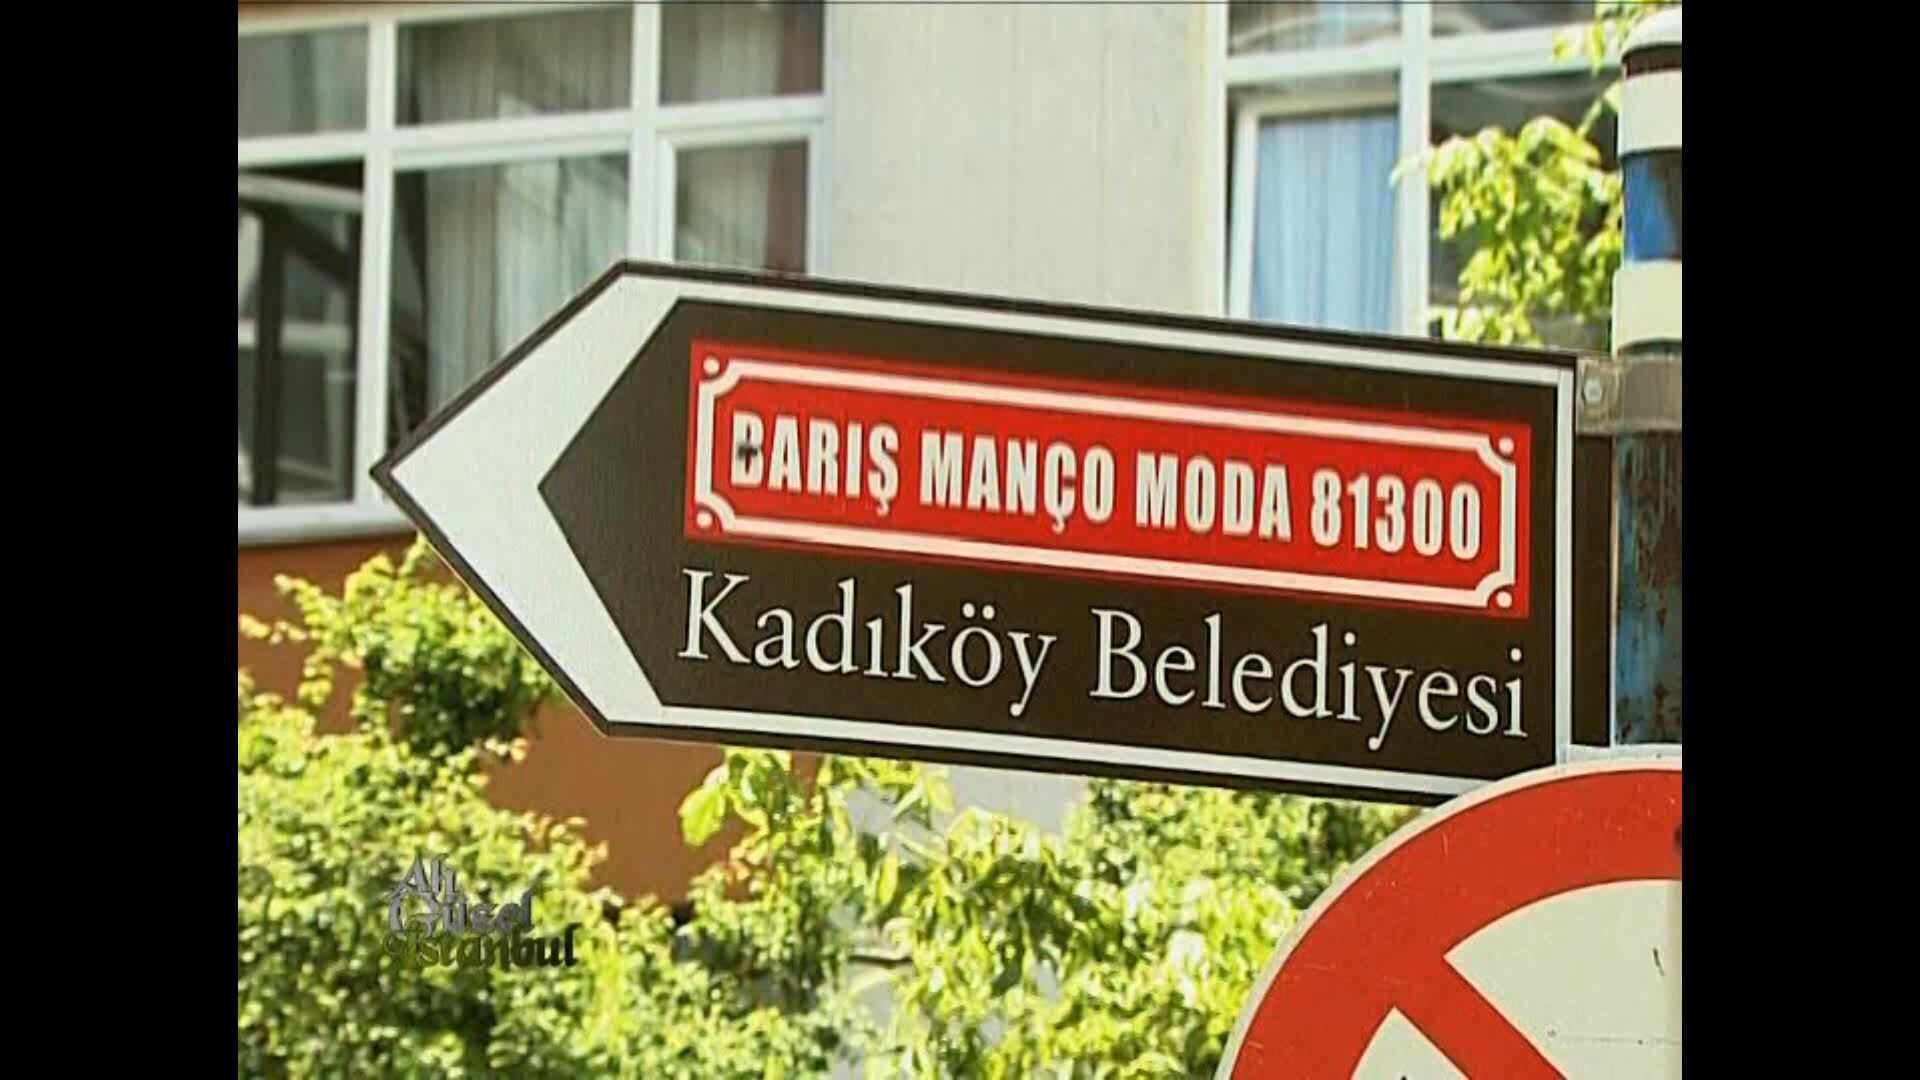 BARIŞ MANÇO MODA 81300
Kadıköy Belediyesi
Ah
Güzel
İstanbul